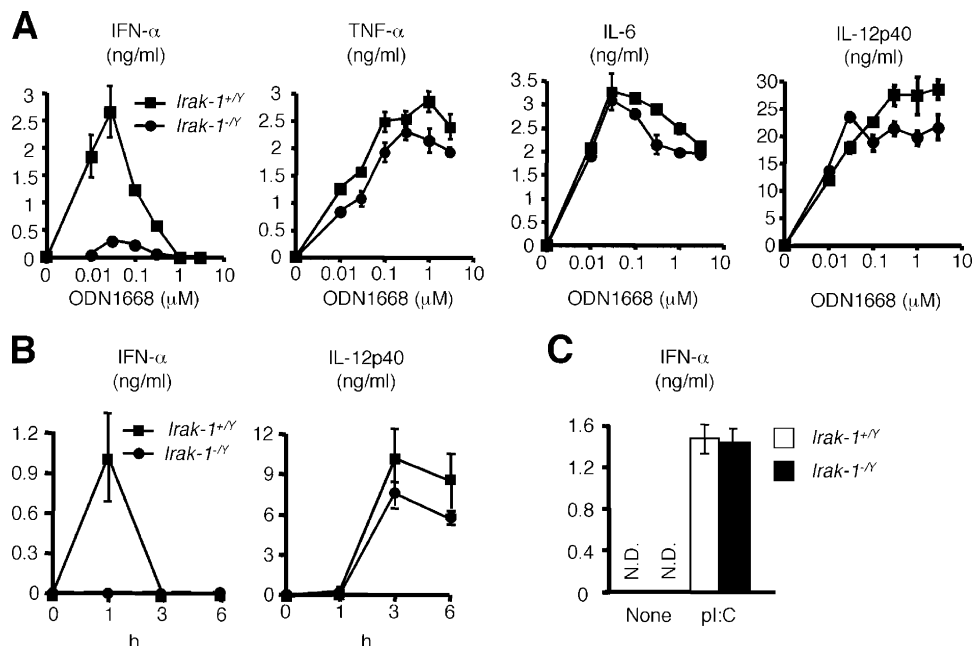 A
IFN-α
(ng/ml)
TNF-α
(ng/ml)
IL-6
(ng/ml)
IL-12p40
(ng/ml)
Irak-1+/Y
Irak-1-/Y
3
2.5
2
1.5
1
0.5
0
0 0.01 0.1 1 10
ODN1668 (μM)
3
2.5
2
1.5
1
0.5
0
0 0.01 0.1 1 10
ODN1668 (μM)
3.5
3
2.5
2
1.5
1
0.5
0
0 0.01 0.1 1 10
ODN1668 (μM)
30
25
20
15
10
5
0
0 0.01 0.1 1 10
ODN1668 (μM)
B
IFN-α
(ng/ml)
IL-12p40
(ng/ml)
Irak-1+/Y
Irak-1-/Y
1.2
0.9
0.6
0.3
0
0 1 3 6
h
12
9
6
3
0
0 1 3 6
h
C
IFN-α
(ng/ml)
1.6
1.2
0.8
0.4
0
N.D.
N.D.
None pI:C
Irak-1+/Y
Irak-1-/Y